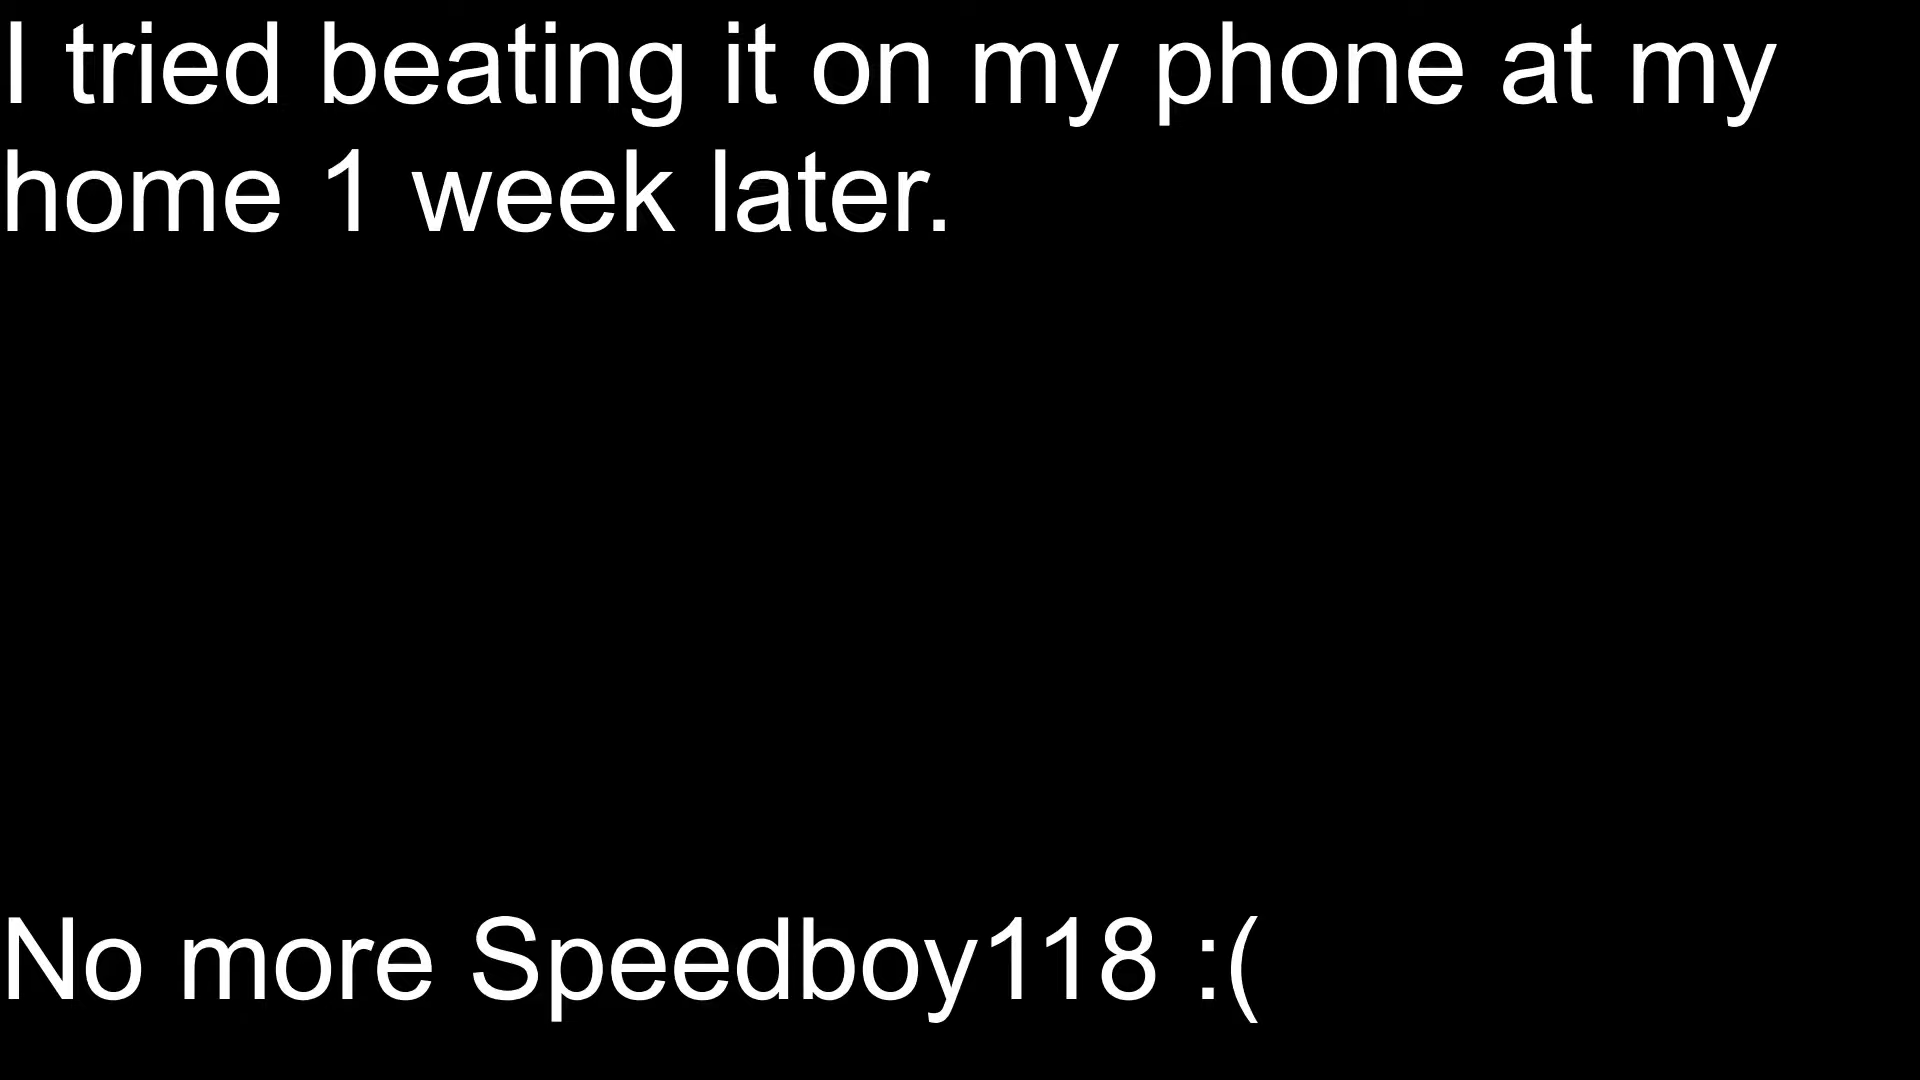 I tried beating it on my phone at my
home 1 week later.
No more Speedboy118 :(